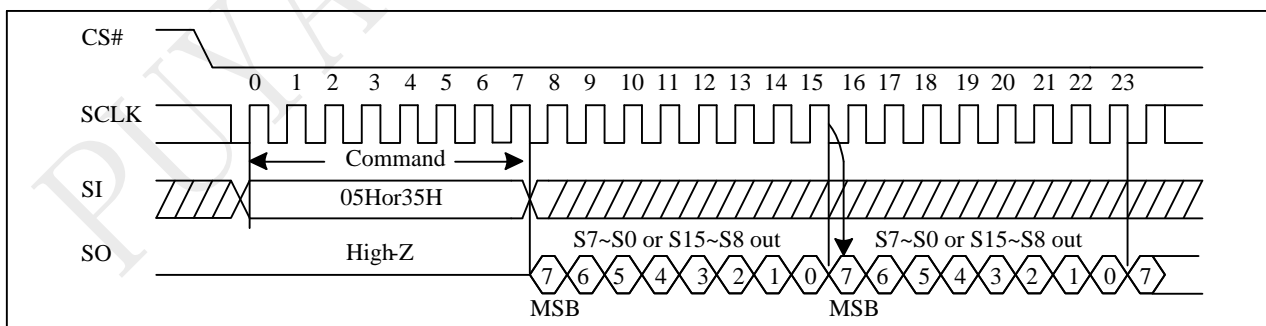 CS#
0 1 2 3 4 5 6 7 8 9 10 11 12 13 14 15 16 17 18 19 20 21 22 23
SCLK
Command
SI
05Hor35H
SO
High-Z
S7~S0 or S15~S8 out
S7~S0 or S15~S8 out
7 6 5 4 3 2 1 0 7 6 5 4 3 2 1 0 7
MSB
MSB
PUYA